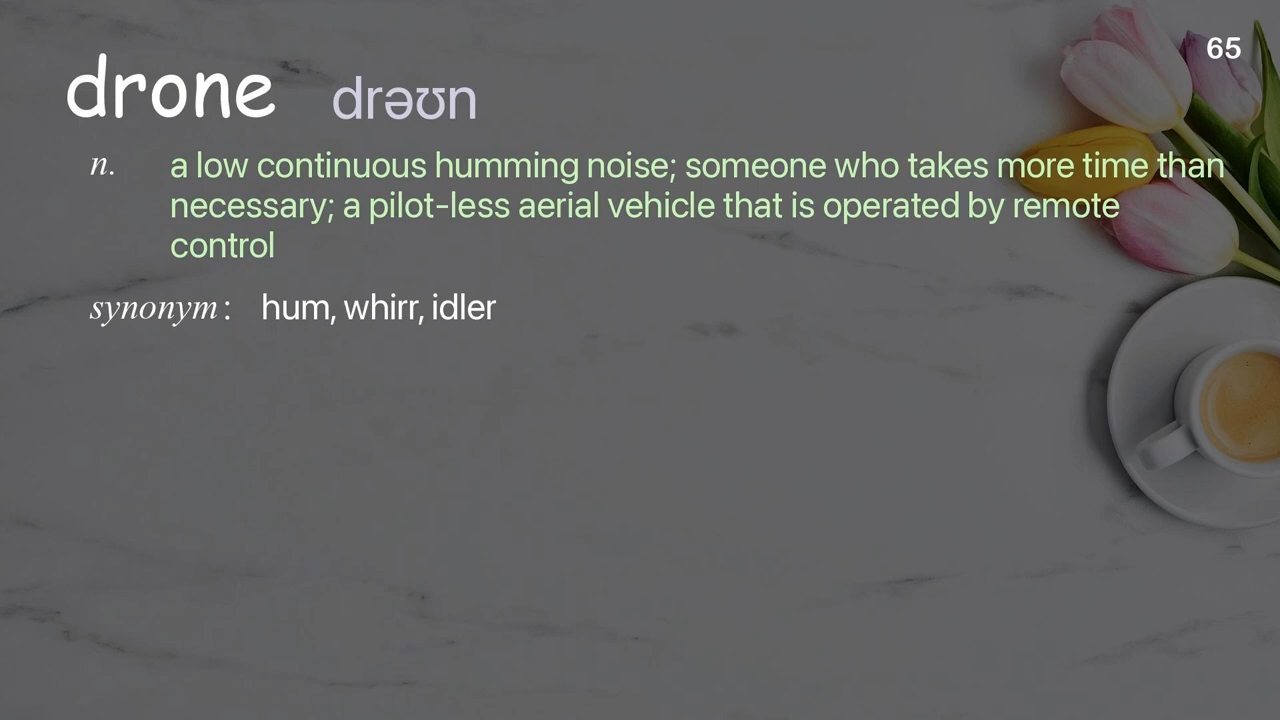 65
drone drəʊn
n. a low continuous humming noise; someone who takes more time than
necessary; a pilot-less aerial vehicle that is operated by remote
control
synonym: hum, whirr, idler